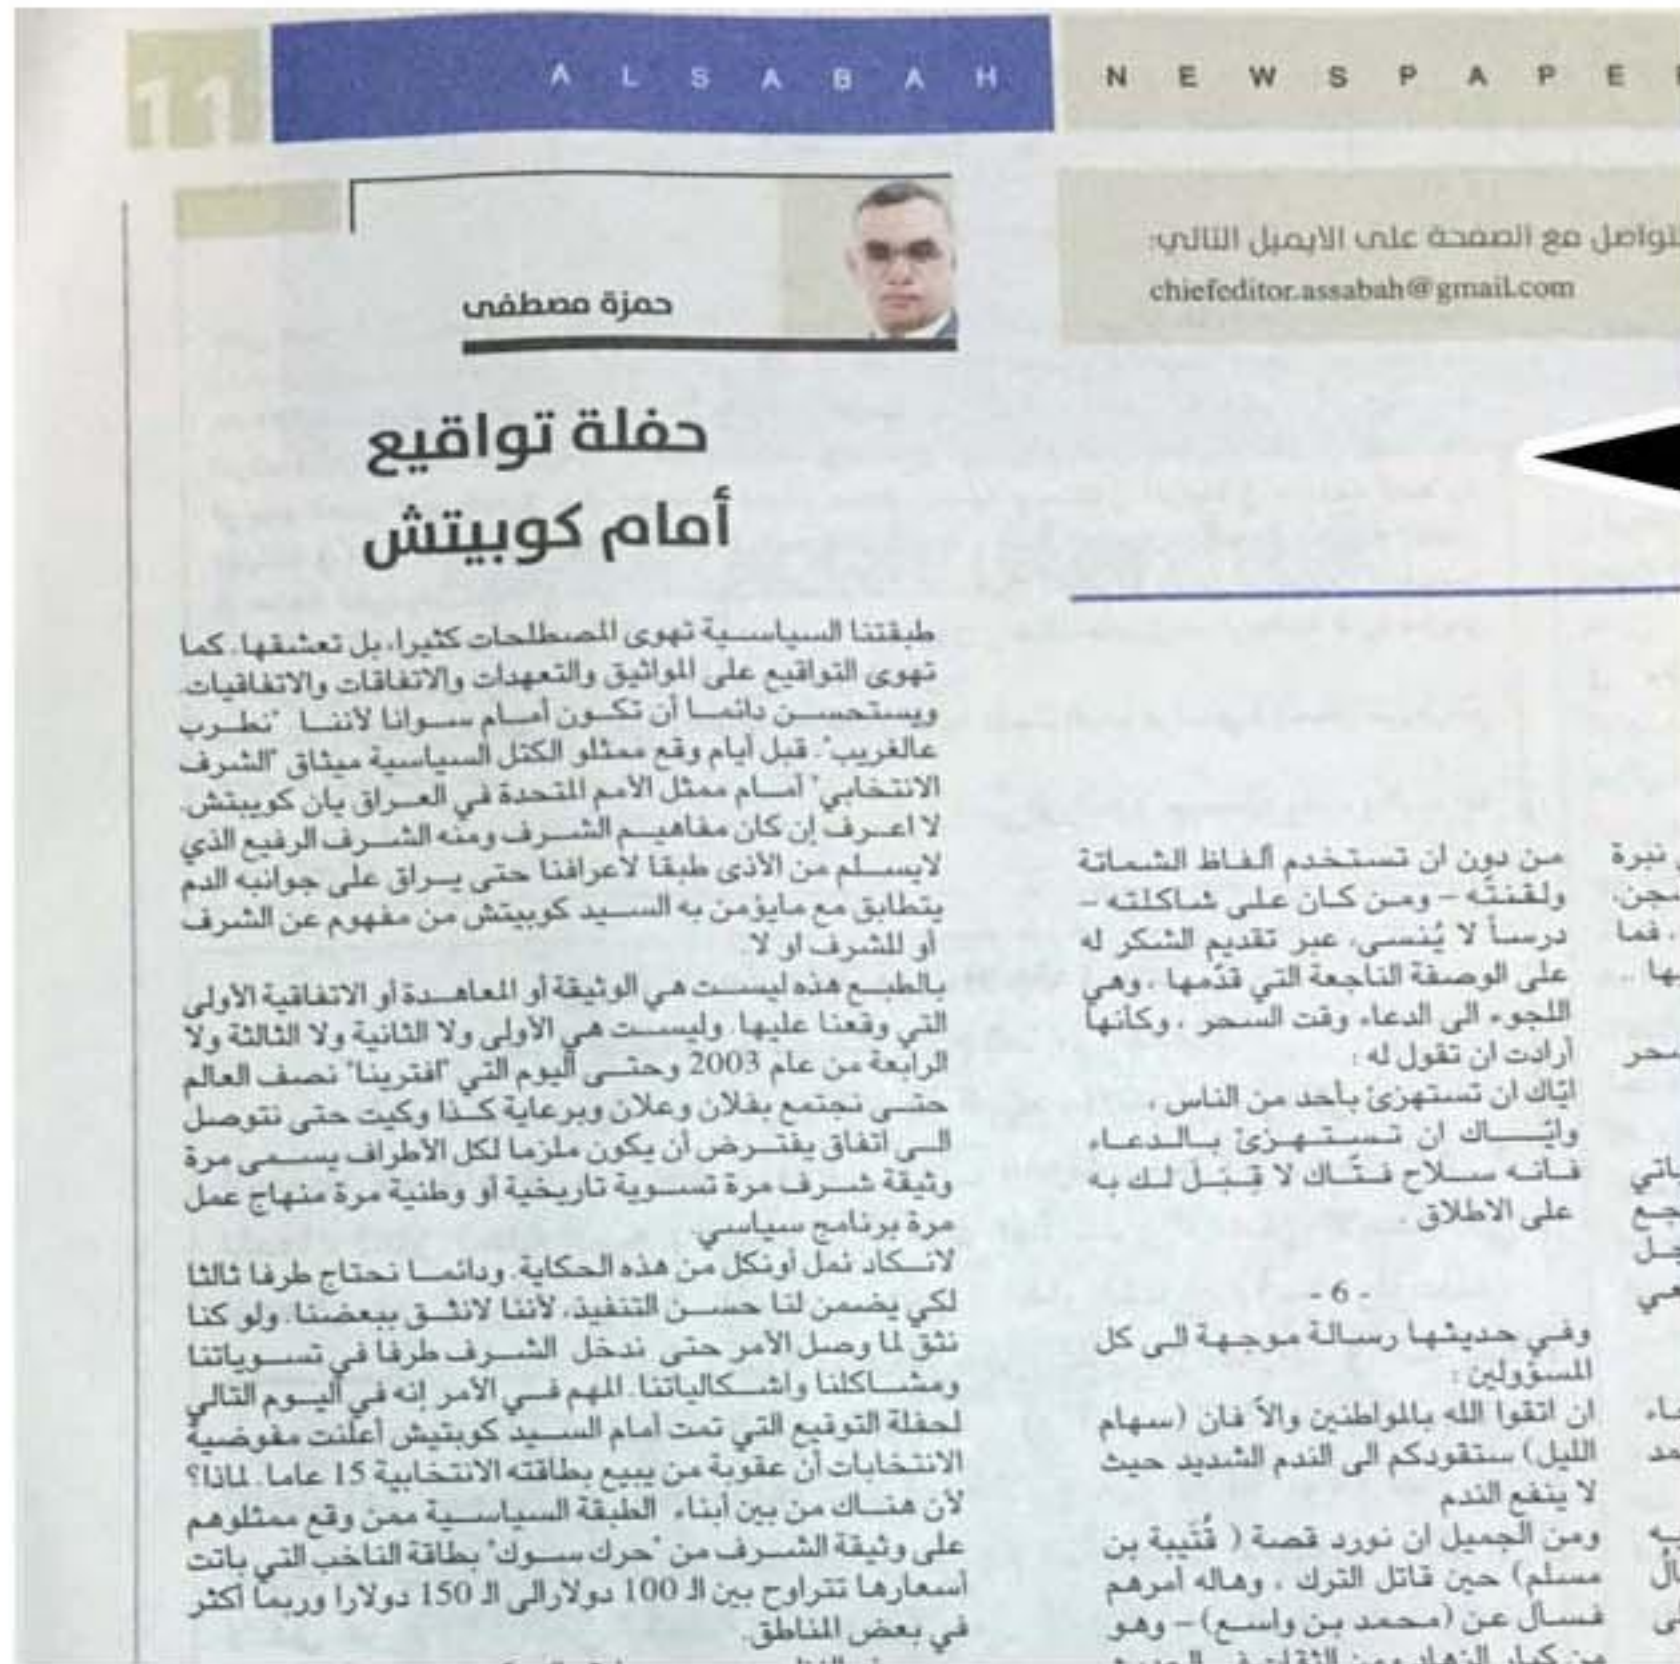 11
ALSABAH
NEWSPAPE
تواصل مع الصفحة على الايميل التالي:
chiefeditor.assabah@gmail.com
حمزة مصطفى
حفلة تواقيع
أمام كوبيتش
طبقتنا السياسية تهوى المصطلحات كثيرا، بل تعشقها. كما
تهوى التواقيع على المواثيق والتعهدات والاتفاقات والاتفاقيات.
ويستحسن دائما أن تكون أمام سوانا لأننا "نطرب
عالغريب". قبل أيام وقع ممثلو الكتل السياسية ميثاق "الشرف
الانتخابي" أمام ممثل الأمم المتحدة في العراق يان كوبيتش.
لا اعرف إن كان مفاهيم الشرف ومنه الشرف الرفيع الذي
لايسلم من الأذى طبقا لاعرافنا حتى يراق على جوانبه الدم
يتطابق مع مايؤمن به السيد كوبيتش من مفهوم عن الشرف
أو للشرف او لا.
بالطبع هذه ليست هي الوثيقة أو المعاهدة أو الاتفاقية الأولى
التي وقعنا عليها. وليست هي الأولى ولا الثانية ولا الثالثة ولا
الرابعة من عام 2003 وحتى اليوم التي "افترينا" نصف العالم
حتى نجتمع بفلان وعلان وبرعاية كذا وكيت حتى نتوصل
الى اتفاق يفترض أن يكون ملزما لكل الأطراف يسمى مرة
وثيقة شرف مرة تسوية تاريخية أو وطنية مرة منهاج عمل
مرة برنامج سياسي.
لانكاد نمل أونكل من هذه الحكاية. ودائما نحتاج طرفا ثالثا
لكي يضمن لنا حسن التنفيذ، لأننا لانثق ببعضنا. ولو كنا
نثق لما وصل الأمر حتى ندخل الشرف طرفا في تسوياتنا
ومشاكلنا واشكالياتنا. المهم في الأمر إنه في اليوم التالي
لحفلة التوقيع التي تمت أمام السيد كوبتيش أعلنت مفوضية
الانتخابات أن عقوبة من يبيع بطاقته الانتخابية 15 عاما. لماذا؟
لأن هناك من بين أبناء الطبقة السياسية ممن وقع ممثلوهم
على وثيقة الشرف من "حرك سوك" بطاقة الناخب التي باتت
أسعارها تتراوح بين الـ 100 دولارالى الـ 150 دولارا وربما أكثر
في بعض المناطق.
من دون ان تستخدم ألفاظ الشماتة
ولقنتّه - ومن كان على شاكلته -
درساً لا يُنسى، عبر تقديم الشكر له
على الوصفة الناجعة التي قدّمها ، وهي
اللجوء الى الدعاء وقت السحر ، وكأنها
أرادت ان تقول له :
ايّاك ان تستهزئ بأحد من الناس ،
وايّاك ان تستهزئ بالدعاء
فانه سلاح فتّاك لا قِبَلَ لك به
على الاطلاق .
- 6 -
وفي حديثها رسالة موجهة الى كل
المسؤولين :
ان اتقوا الله بالمواطنين والاّ فان (سهام
الليل) ستقودكم الى الندم الشديد حيث
لا ينفع الندم
ومن الجميل ان نورد قصة ( قُتَيبة بن
مسلم) حين قاتل الترك ، وهاله أمرهم
فسأل عن (محمد بن واسع) - وهو
نبرة
فما